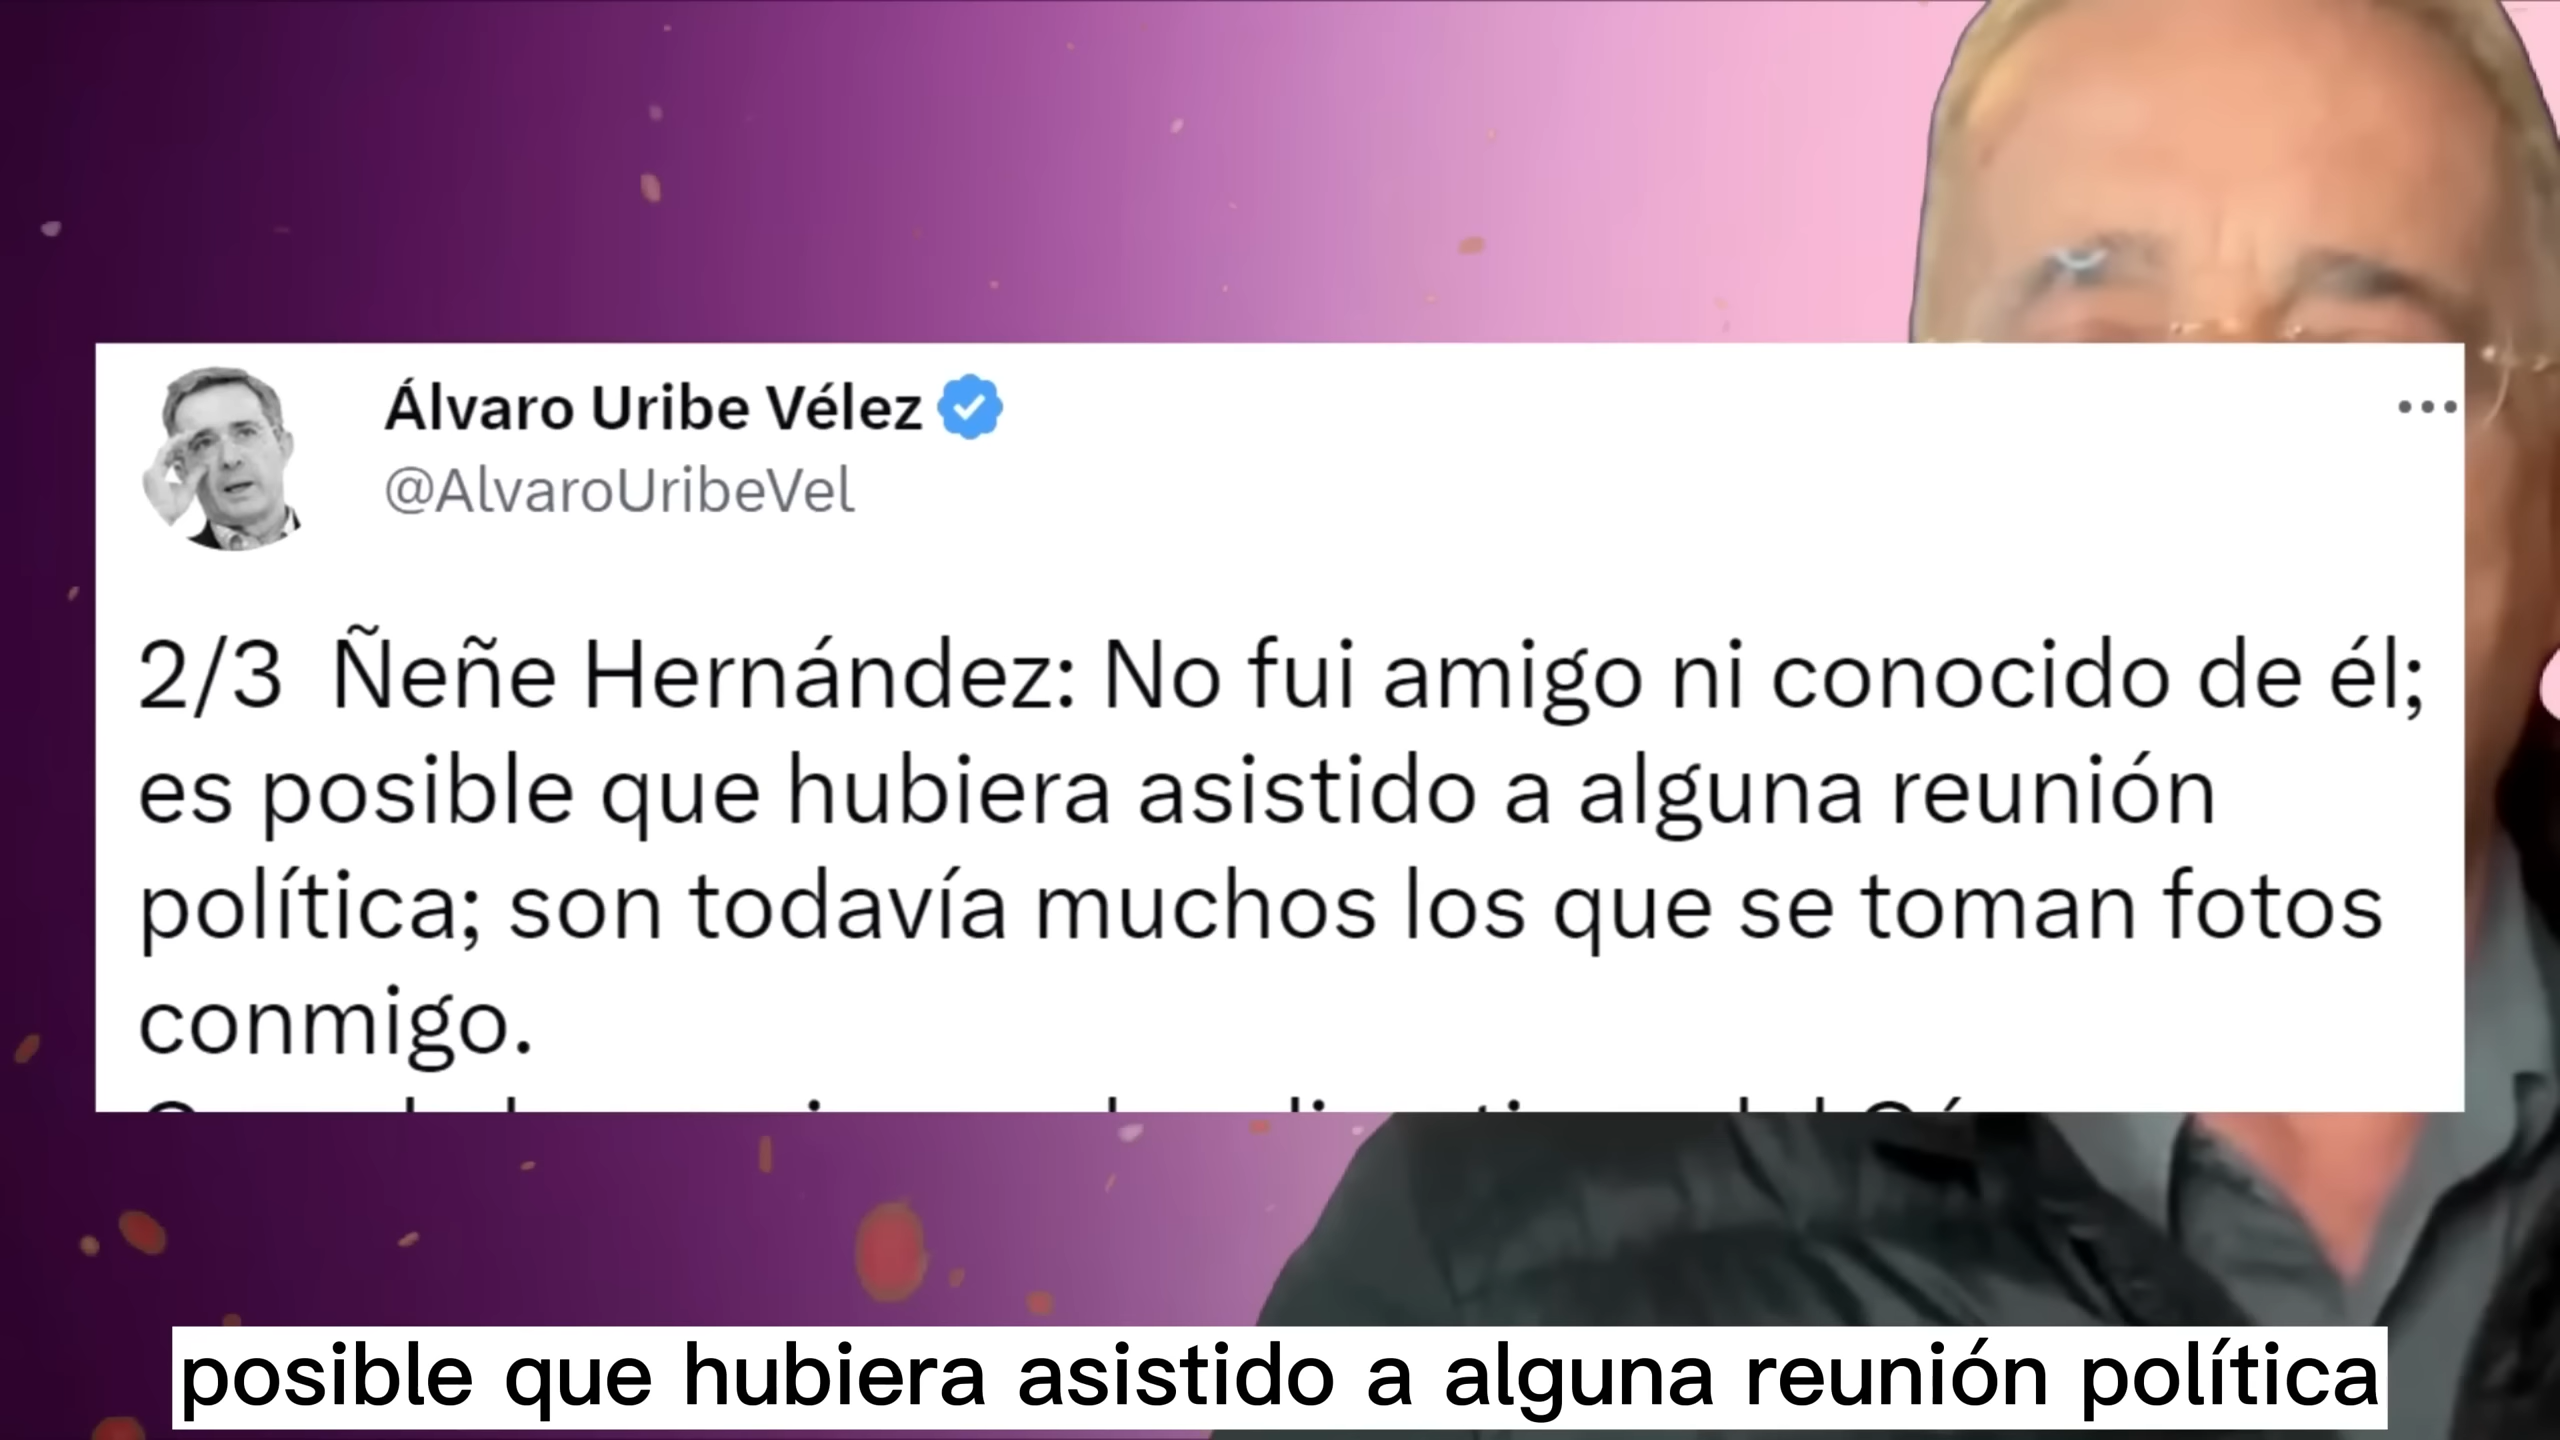 Álvaro Uribe Vélez
@AlvaroUribeVel
2/3 Ñeñe Hernández: No fui amigo ni conocido de él;
es posible que hubiera asistido a alguna reunión
política; son todavía muchos los que se toman fotos
conmigo.
posible que hubiera asistido a alguna reunión política